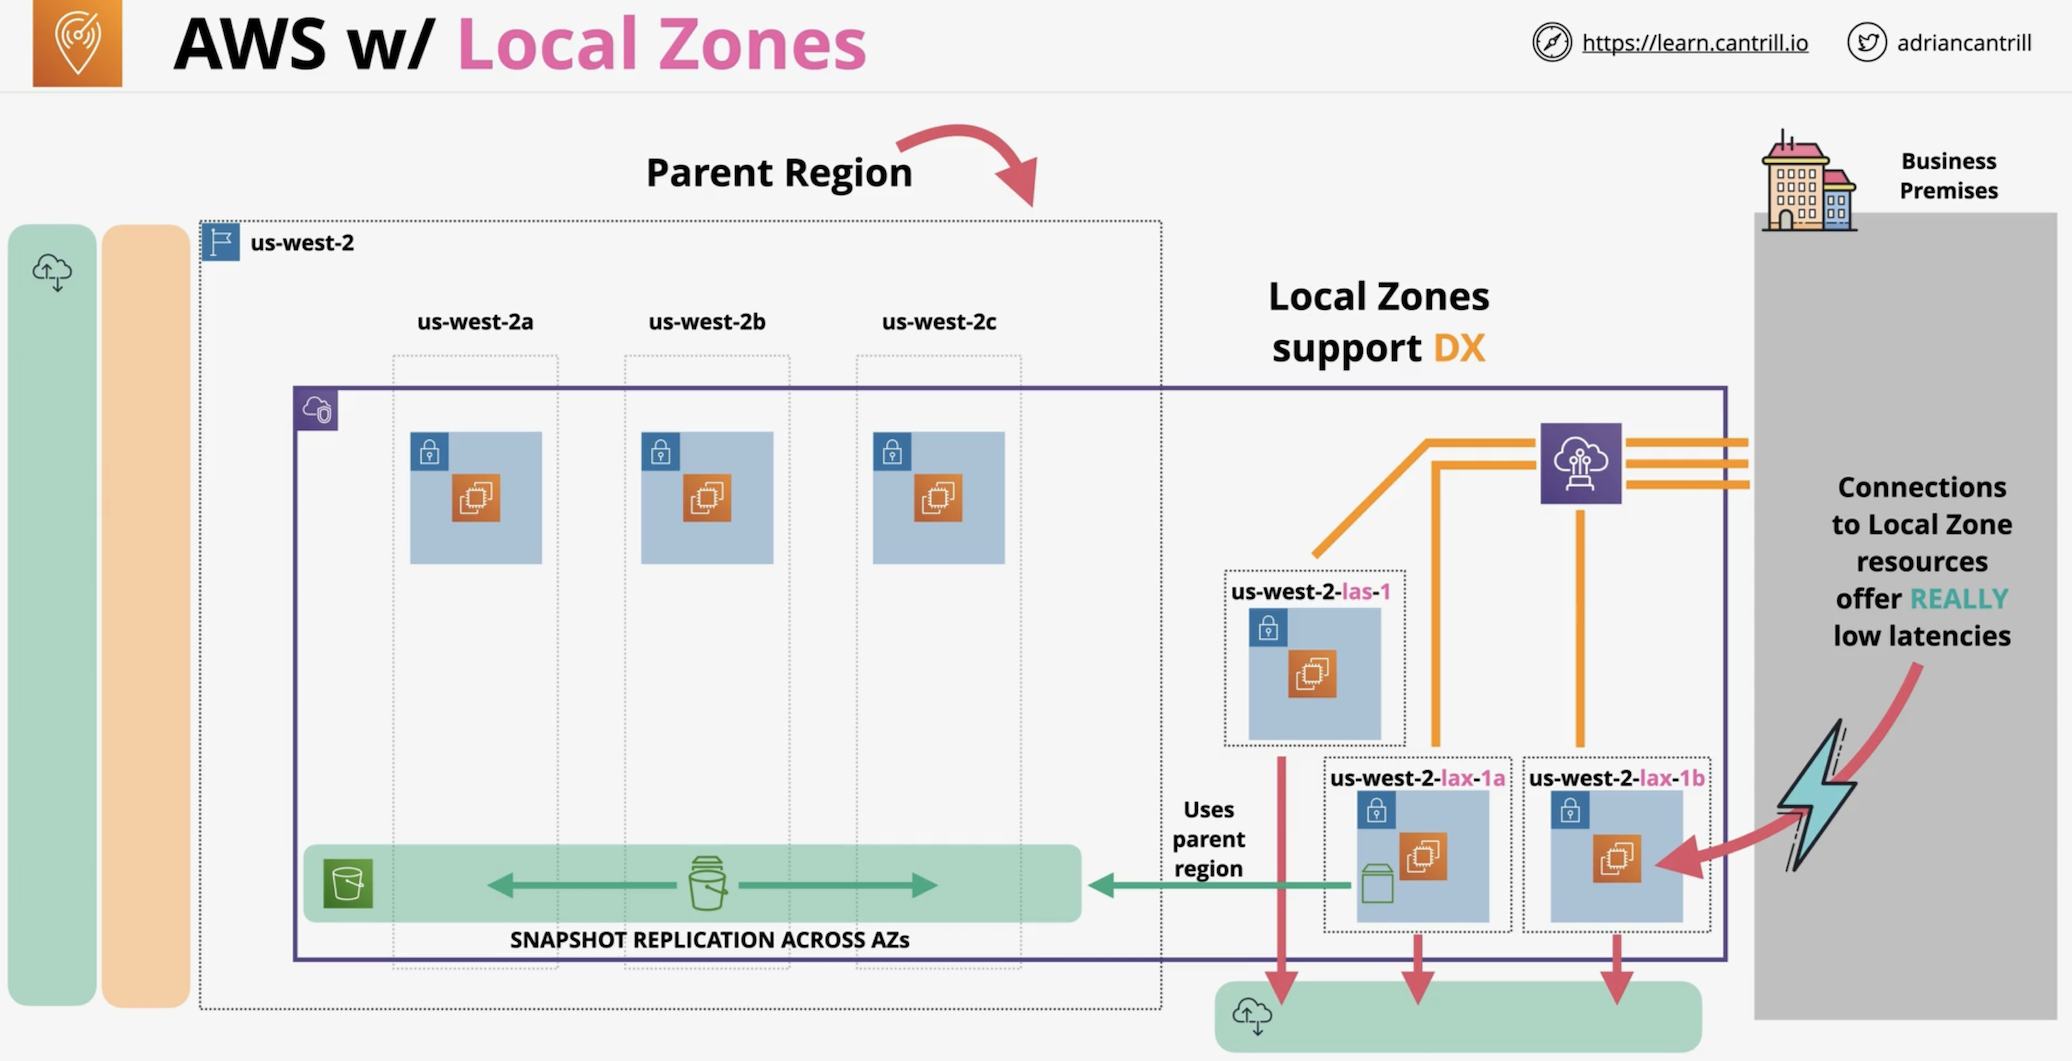 AWS w/ Local Zones
https://learn.cantrill.io
adriancantrill
Parent Region
Business
Premises
us-west-2
us-west-2a
us-west-2b
us-west-2c
Local Zones
support DX
Connections
to Local Zone
resources
offer REALLY
low latencies
us-west-2-las-1
us-west-2-lax-1a
us-west-2-lax-1b
Uses
parent
region
SNAPSHOT REPLICATION ACROSS AZs